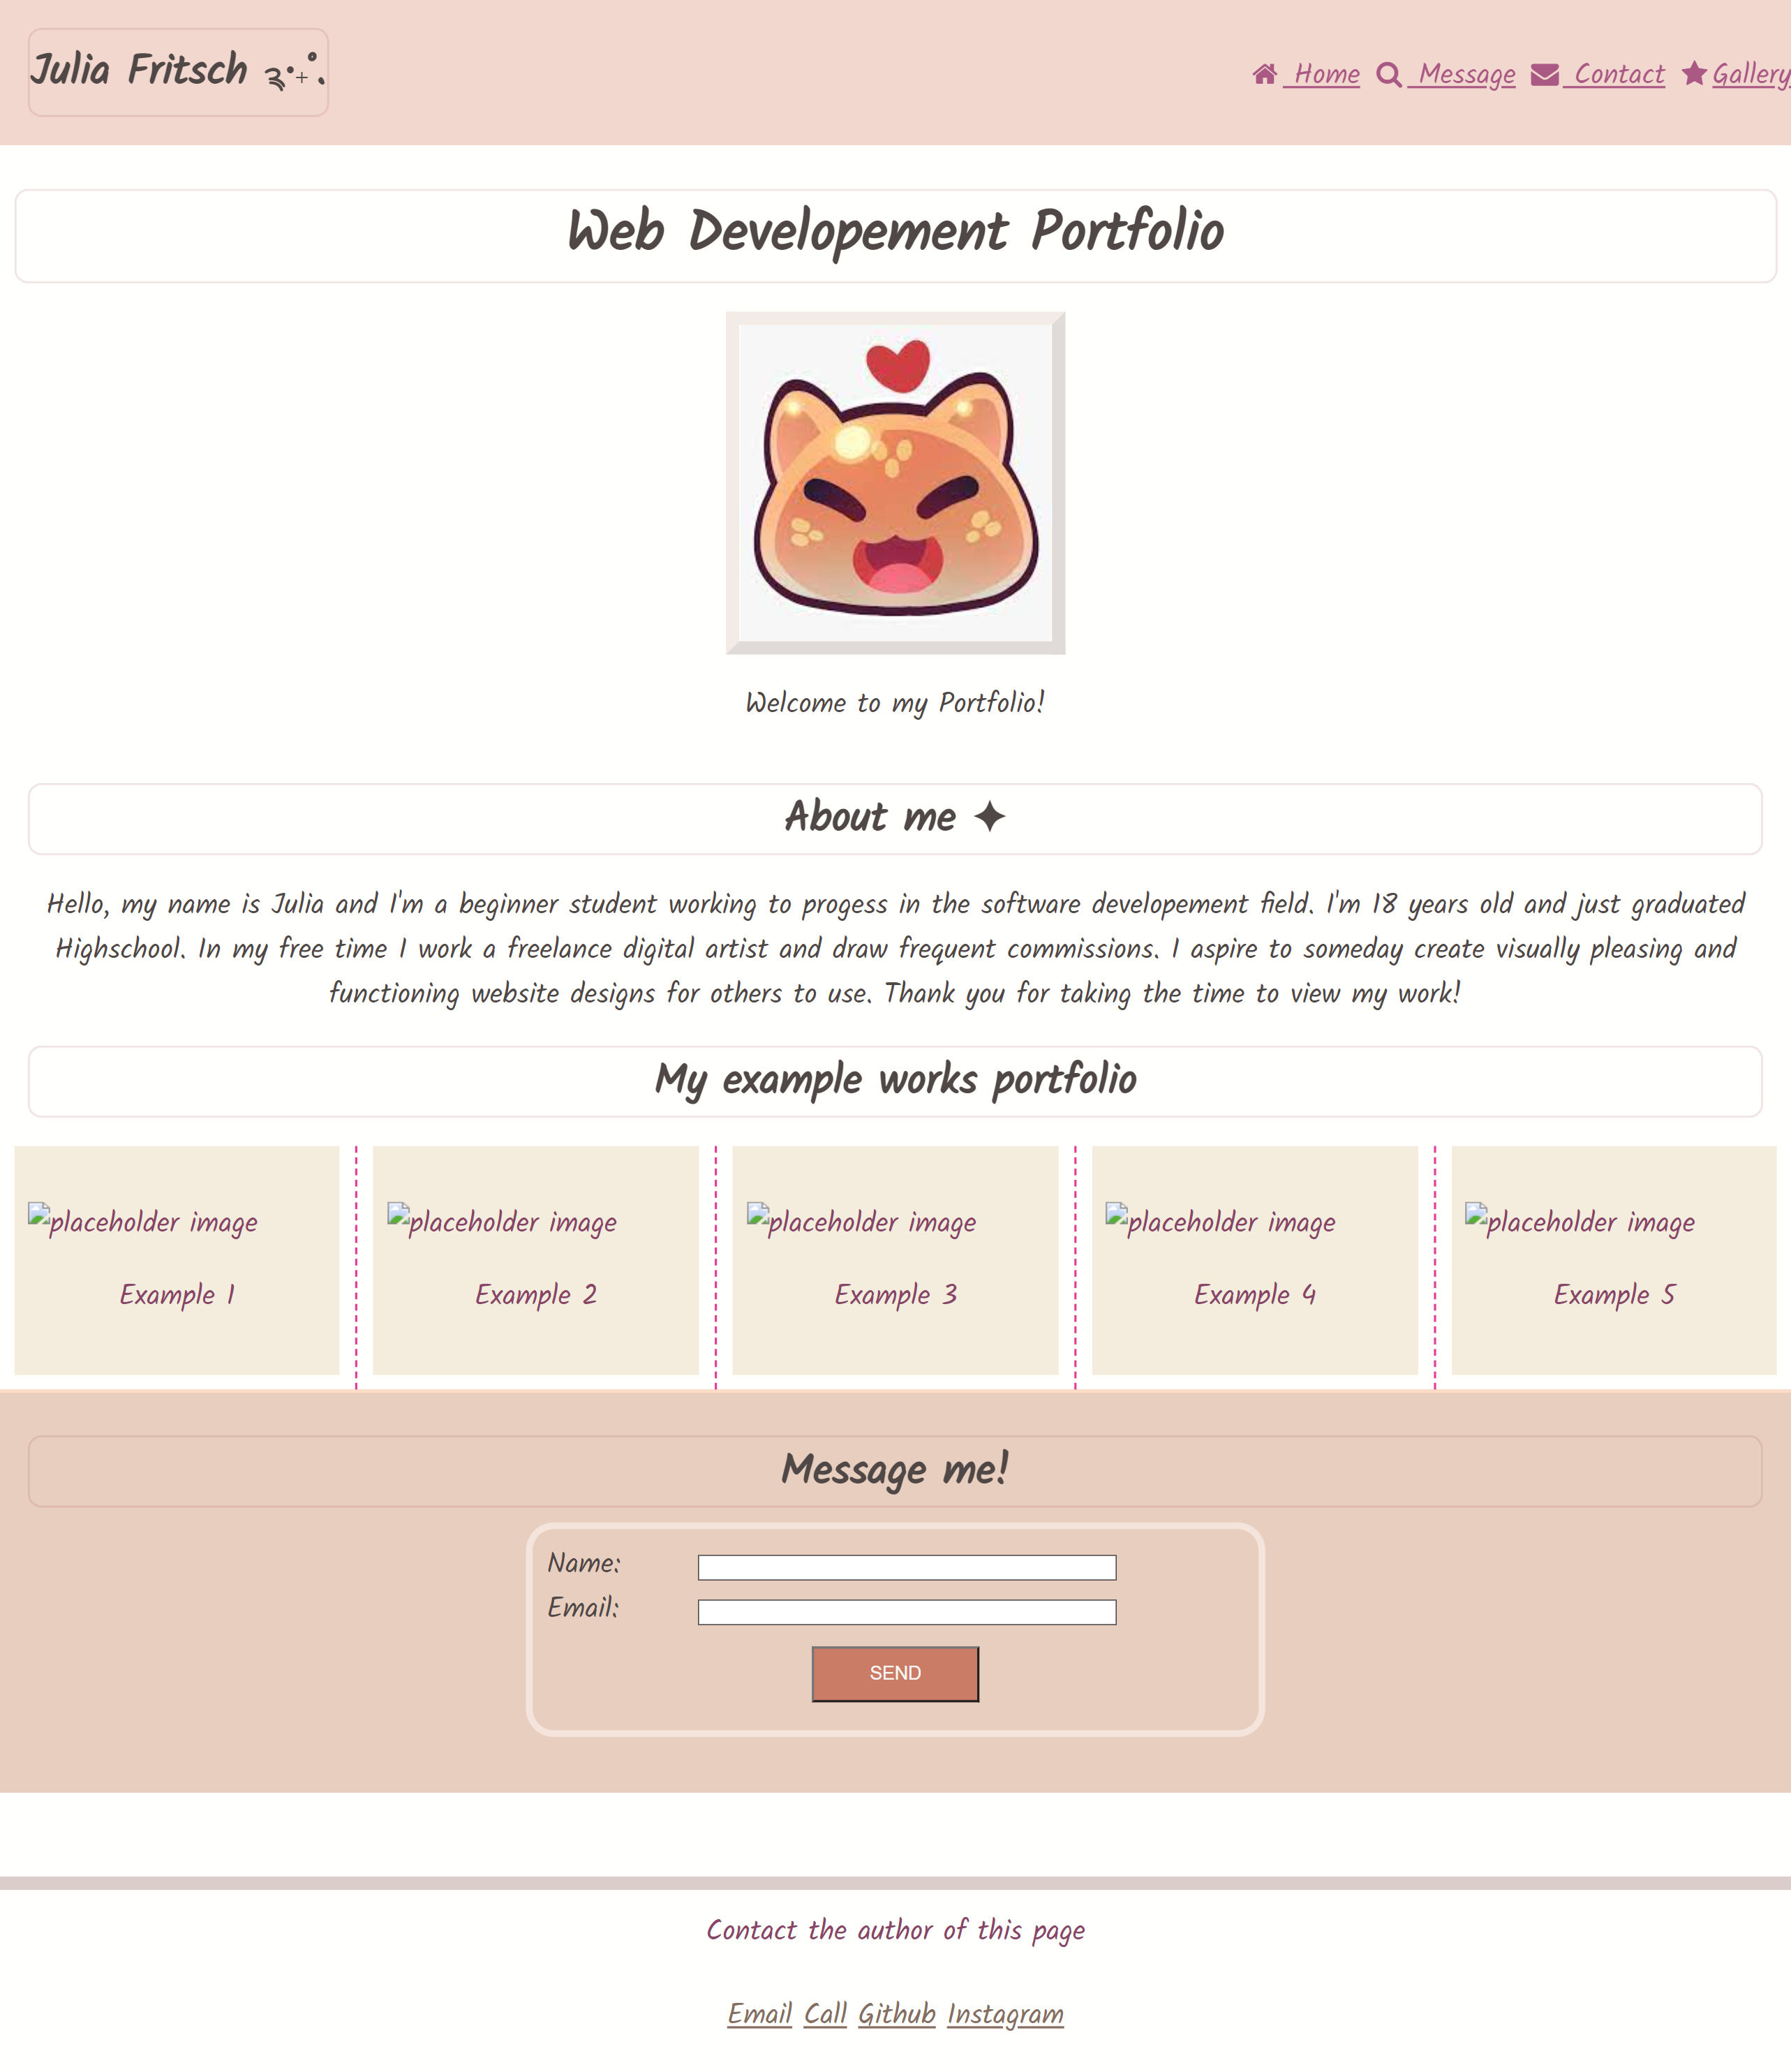 Julia Fritsch ३˖°.
Home Message Contact Gallery
Web Developement Portfolio
Welcome to my Portfolio!
About me ✦
Hello, my name is Julia and I'm a beginner student working to progess in the software developement field. I'm 18 years old and just graduated
Highschool. In my free time I work a freelance digital artist and draw frequent commissions. I aspire to someday create visually pleasing and
functioning website designs for others to use. Thank you for taking the time to view my work!
My example works portfolio
placeholder image placeholder image placeholder image placeholder image placeholder image
Example 1 Example 2 Example 3 Example 4 Example 5
Message me!
Name:
Email:
SEND
Contact the author of this page
Email Call Github Instagram